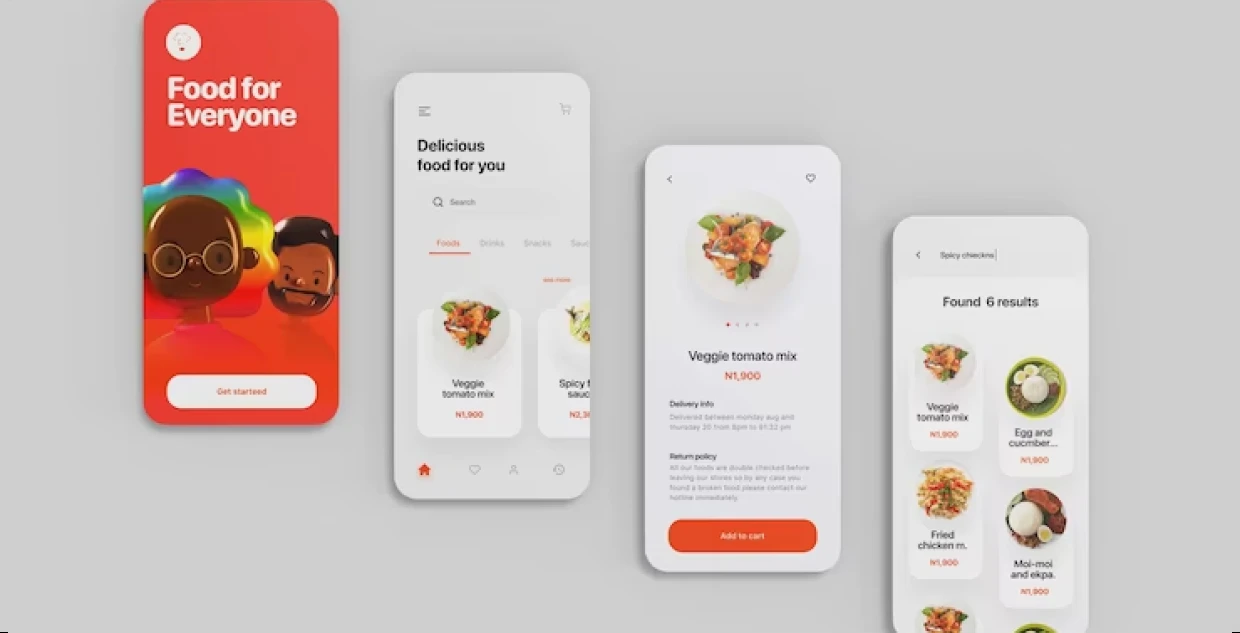 Food for
Everyone
Get starteed
Delicious
food for you
Search
Foods Drinks Snacks Sauc
see more
Veggie
tomato mix
N1,900
Spicy f
sauc
N2,3
Veggie tomato mix
N1,900
Delivery info
Delivered between monday aug and
thursday 20 from 8pm to 91:32 pm
Return policy
All our foods are double checked before
leaving our stores so by any case you
found a broken food please contact our
hotline immediately
Add to cart
Spicy chieckns
Found 6 results
Veggie
tomato mix
N1,900
Egg and
cucmber...
N1,900
Fried
chicken m.
N1,900
Moi-moi
and ekpa.
N1,900